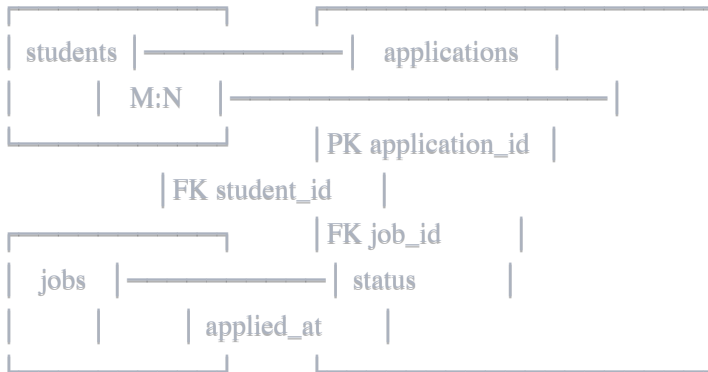 students applications
M:N
PK application_id
FK student_id
FK job_id
jobs status
applied_at